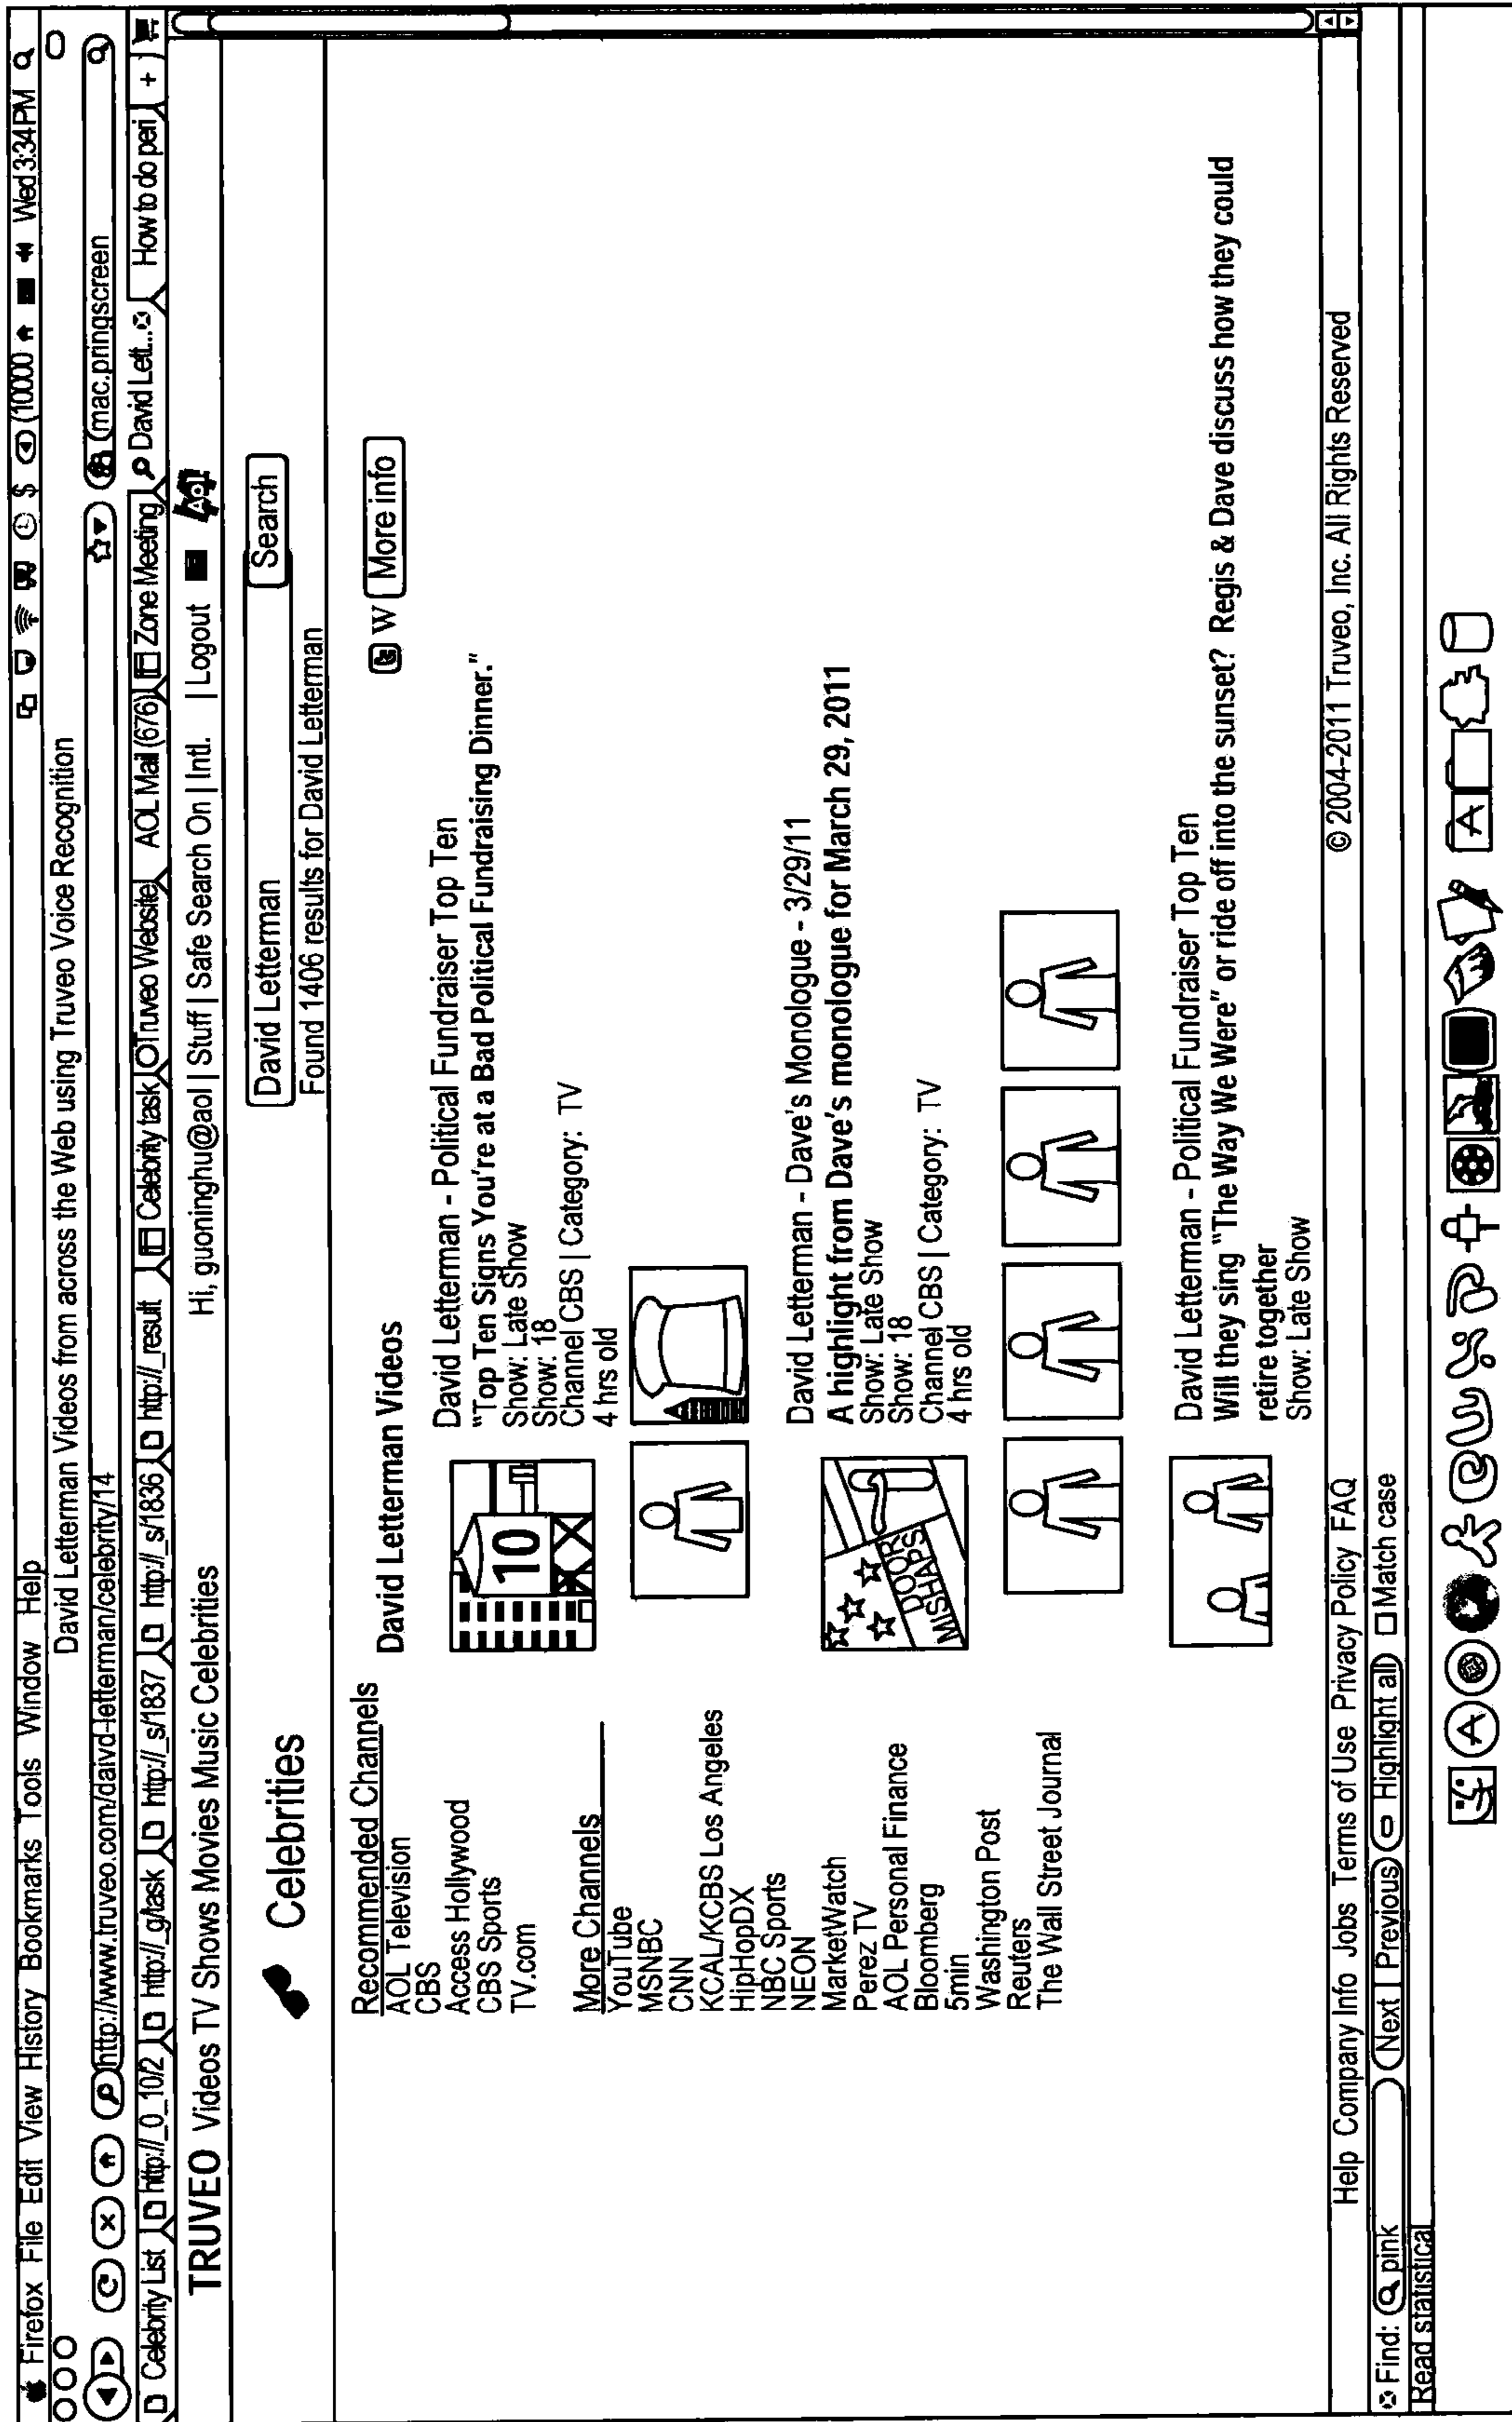 Firefox File Edit View History Bookmarks Tools Window Help $ (10000 Wed 3:34 PM
David Letterman Videos from across the Web using Truveo Voice Recognition
http://www.truveo.com/daivd-letterman/celebrity/14 (mac.pringscreen
Celebrity List http://_0_10/2 http://_g/task http://_s/1837 http://_s/1836 http://_result Celebrity task Truveo Website AOL Mail (676) Zone Meeting David Lett... How to do peri +
TRUVEO Videos TV Shows Movies Music Celebrities Hi, guoninghu@aol | Stuff | Safe Search On | Intl. | Logout Aol
Celebrities
David Letterman Search
Found 1406 results for David Letterman
Recommended Channels
AOL Television
CBS
Access Hollywood
CBS Sports
TV.com
More Channels
YouTube
MSNBC
CNN
KCAL/KCBS Los Angeles
HipHopDX
NBC Sports
NEON
MarketWatch
Perez TV
AOL Personal Finance
Bloomberg
5min
Washington Post
Reuters
The Wall Street Journal
David Letterman Videos W More info
David Letterman - Political Fundraiser Top Ten
"Top Ten Signs You're at a Bad Political Fundraising Dinner."
Show: Late Show
Show: 18
Channel CBS | Category: TV
4 hrs old
10
David Letterman - Dave's Monologue - 3/29/11
A highlight from Dave's monologue for March 29, 2011
Show: Late Show
Show: 18
Channel CBS | Category: TV
4 hrs old
DOOR
MISHAPS
David Letterman - Political Fundraiser Top Ten
Will they sing "The Way We Were" or ride off into the sunset? Regis & Dave discuss how they could
retire together
Show: Late Show
Help Company Info Jobs Terms of Use Privacy Policy FAQ © 2004-2011 Truveo, Inc. All Rights Reserved
Find: pink Next Previous Highlight all Match case
Read statistical
A A